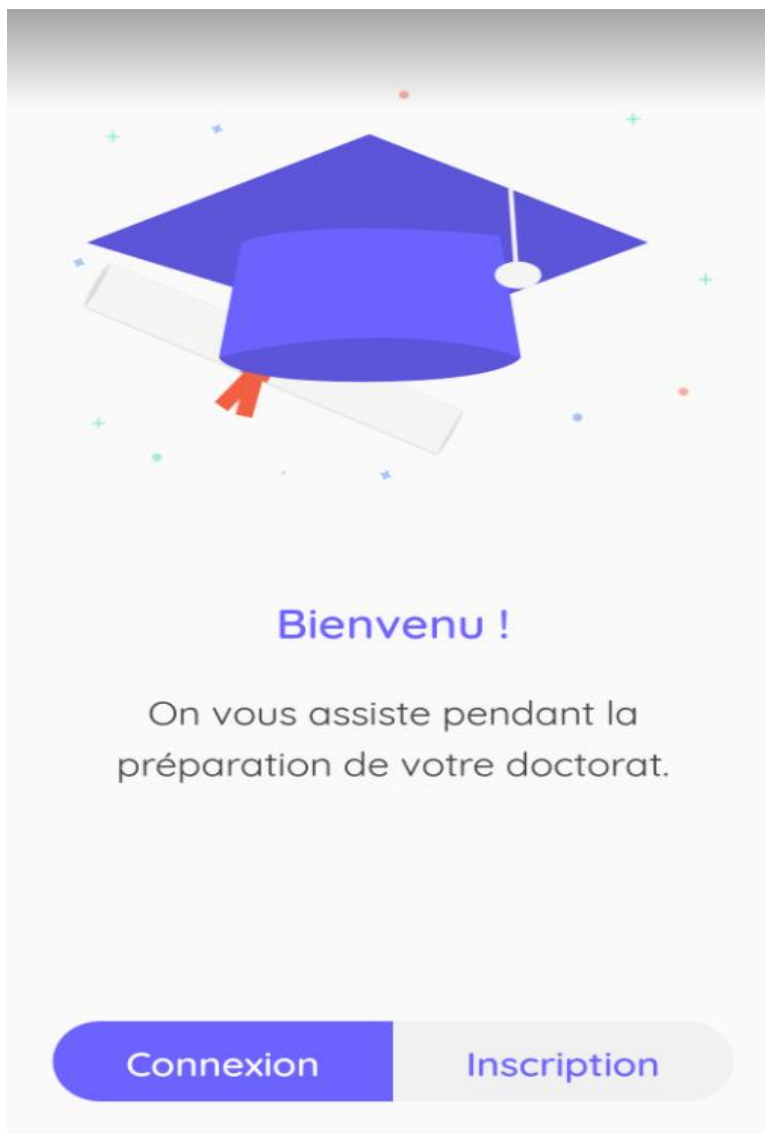 Bienvenu !
On vous assiste pendant la
préparation de votre doctorat.
Connexion Inscription